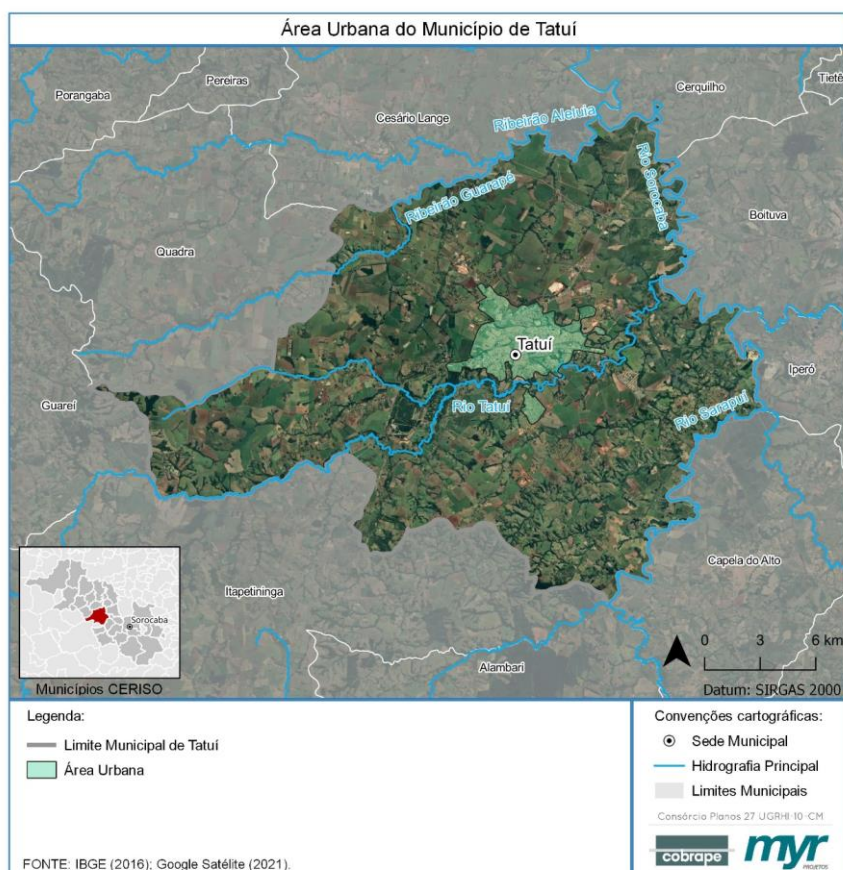 Área Urbana do Município de Tatuí
Porangaba
Pereiras
Cesário Lange
Ribeirão Aleluia
Cerquilho
Tietê
Ribeirão Guarapé
Rio Sorocaba
Boituva
Quadra
Tatuí
Guareí
Rio Tatuí
Rio Sarapuí
Iperó
Capela do Alto
Itapetininga
Alambari
Sorocaba
Municípios CERISO
0 3 6 km
Datum: SIRGAS 2000
Legenda:
Limite Municipal de Tatuí
Área Urbana
FONTE: IBGE (2016); Google Satélite (2021).
Convenções cartográficas:
Sede Municipal
Hidrografia Principal
Limites Municipais
Consórcio Planos 27 UGRHI-10-CM
cobrape
myr
PROJETOS